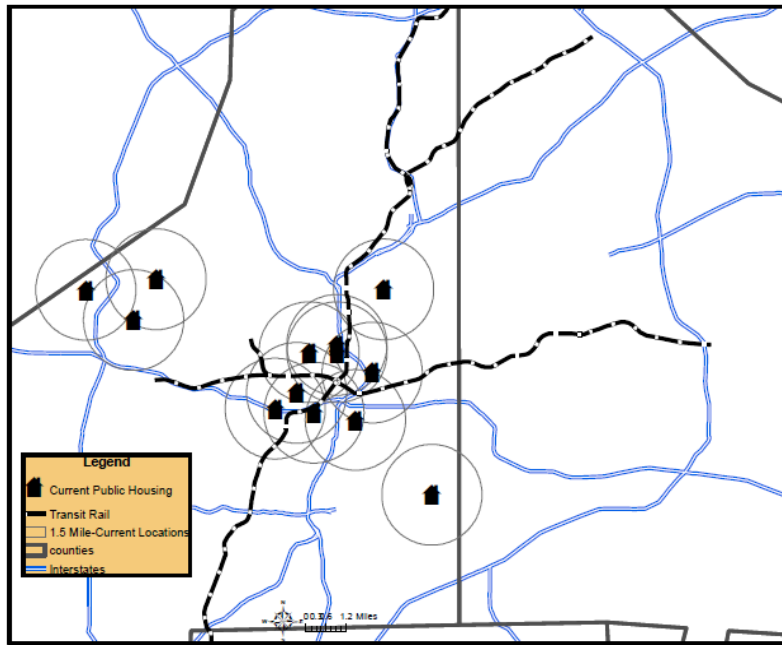 Legend
Current Public Housing
Transit Rail
1.5 Mile-Current Locations
counties
Interstates
N
W E
S
1.2 Miles